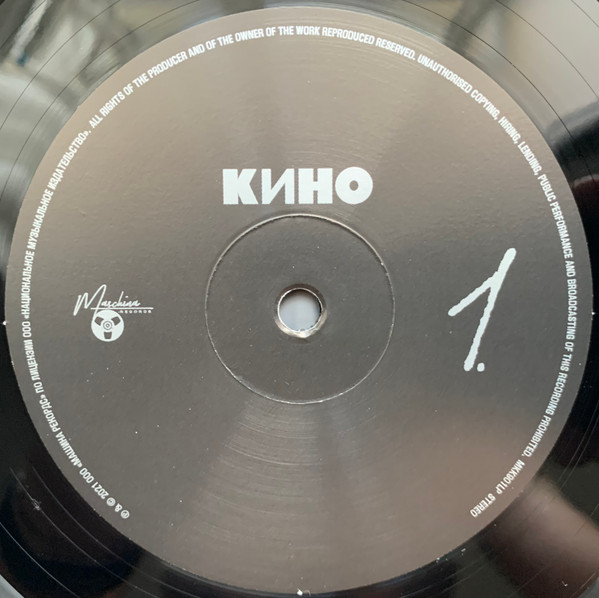 КИНО
Maschina
RECORDS
1.
℗ & © 2021 ООО «МАШИНА РЕКОРДС» ПО ЛИЦЕНЗИИ ООО «НАЦИОНАЛЬНОЕ МУЗЫКАЛЬНОЕ ИЗДАТЕЛЬСТВО». ALL RIGHTS OF THE PRODUCER AND OF THE OWNER OF THE WORK REPRODUCED RESERVED. UNAUTHORISED COPYING, HIRING, LENDING, PUBLIC PERFORMANCE AND BROADCASTING OF THIS RECORDING PROHIBITED. MKK901LP STEREO